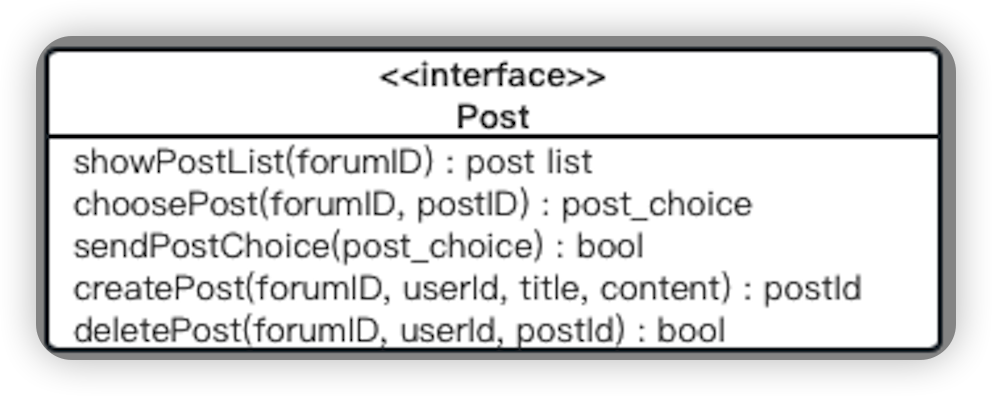 <<interface>>
Post
showPostList(forumID) : post list
choosePost(forumID, postID) : post_choice
sendPostChoice(post_choice) : bool
createPost(forumID, userId, title, content) : postId
deletePost(forumID, userId, postId) : bool